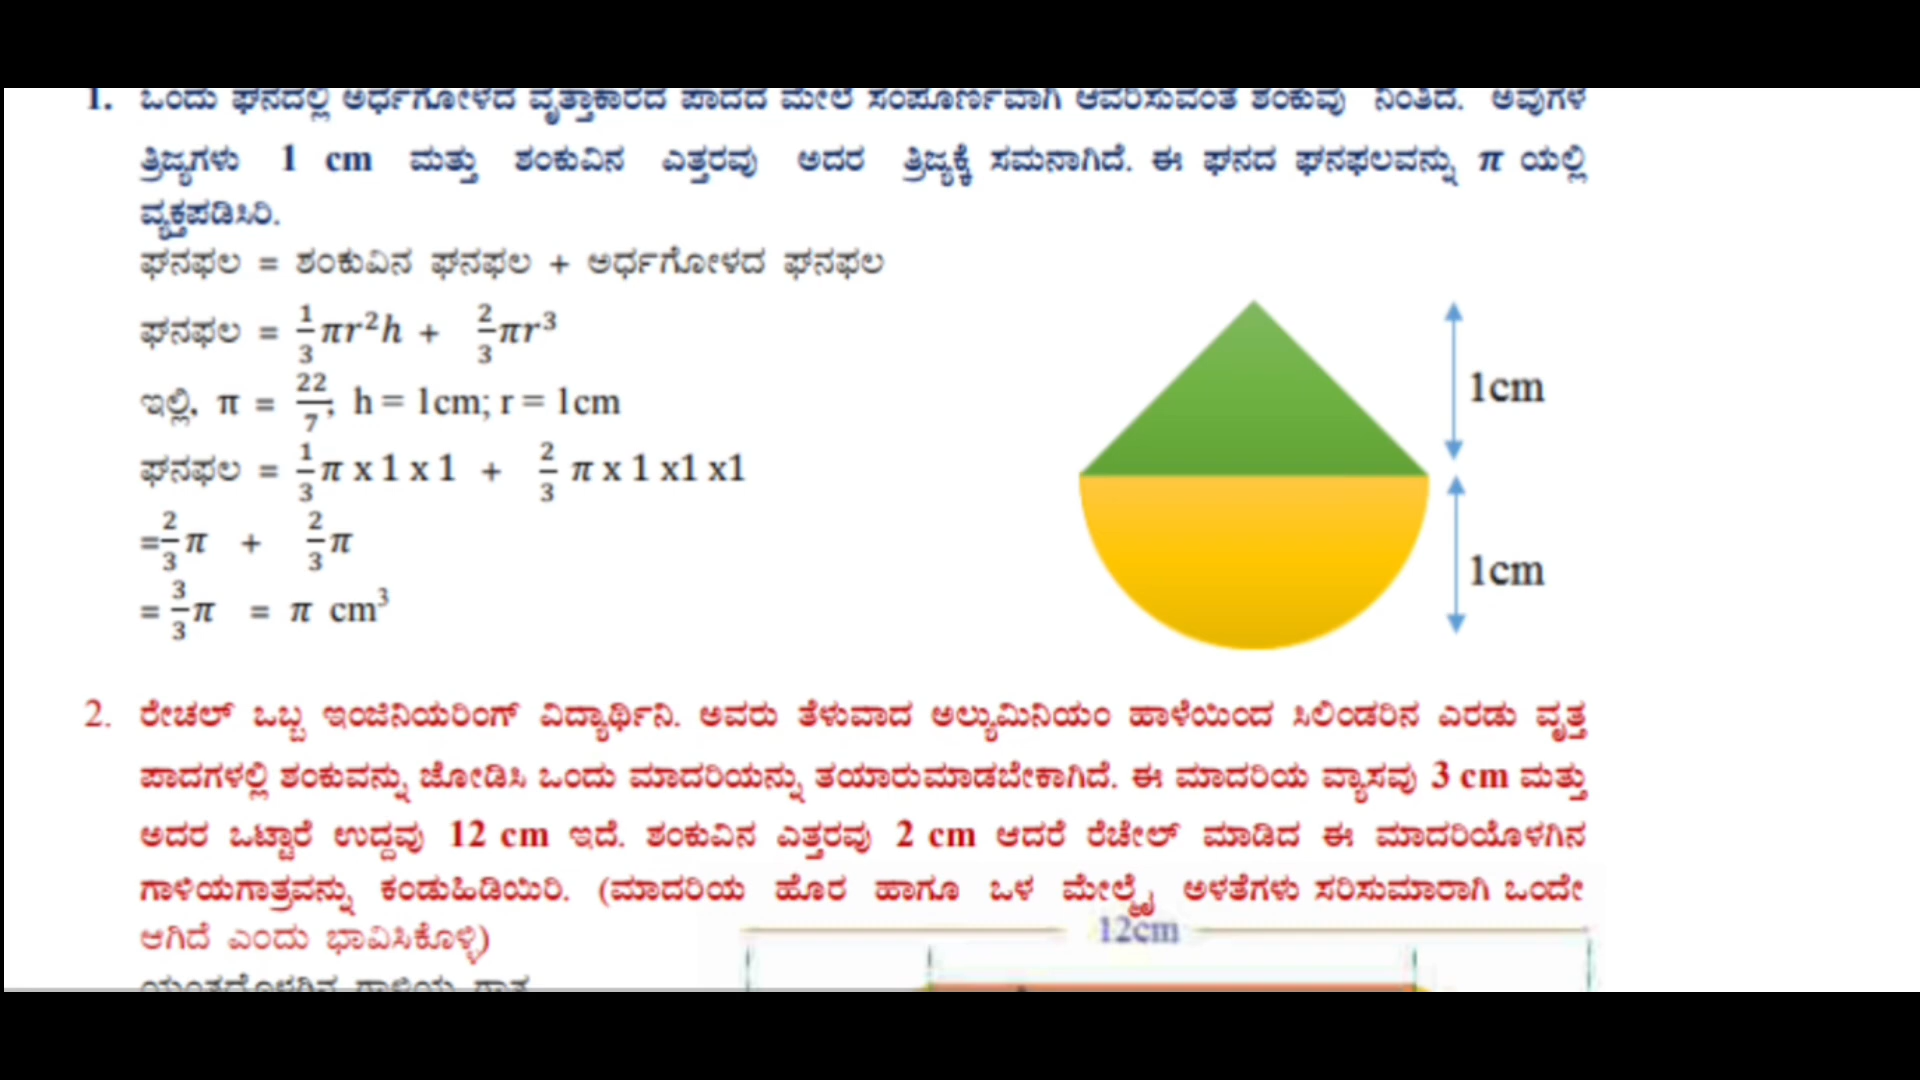 1. ಒಂದು ಘನದಲ್ಲಿ ಅರ್ಧಗೋಳದ ವೃತ್ತಾಕಾರದ ಪಾದದ ಮೇಲೆ ಸಂಪೂರ್ಣವಾಗಿ ಆವರಿಸುವಂತೆ ಶಂಕುವು ನಿಂತಿದೆ. ಅವುಗಳ
ತ್ರಿಜ್ಯಗಳು 1 cm ಮತ್ತು ಶಂಕುವಿನ ಎತ್ತರವು ಅದರ ತ್ರಿಜ್ಯಕ್ಕೆ ಸಮನಾಗಿದೆ. ಈ ಘನದ ಘನಫಲವನ್ನು π ಯಲ್ಲಿ
ವ್ಯಕ್ತಪಡಿಸಿರಿ.
ಘನಫಲ = ಶಂಕುವಿನ ಘನಫಲ + ಅರ್ಧಗೋಳದ ಘನಫಲ
ಘನಫಲ = 1/3 πr²h + 2/3 πr³
ಇಲ್ಲಿ, π = 22/7; h = 1cm; r = 1cm
ಘನಫಲ = 1/3 π x 1 x 1 + 2/3 π x 1 x1 x1
=2/3 π + 2/3 π
= 3/3 π = π cm³
1cm
1cm
2. ರೇಚಲ್ ಒಬ್ಬ ಇಂಜಿನಿಯರಿಂಗ್ ವಿದ್ಯಾರ್ಥಿನಿ. ಅವರು ತೆಳುವಾದ ಅಲ್ಯುಮಿನಿಯಂ ಹಾಳೆಯಿಂದ ಸಿಲಿಂಡರಿನ ಎರಡು ವೃತ್ತ
ಪಾದಗಳಲ್ಲಿ ಶಂಕುವನ್ನು ಜೋಡಿಸಿ ಒಂದು ಮಾದರಿಯನ್ನು ತಯಾರುಮಾಡಬೇಕಾಗಿದೆ. ಈ ಮಾದರಿಯ ವ್ಯಾಸವು 3 cm ಮತ್ತು
ಅದರ ಒಟ್ಟಾರೆ ಉದ್ದವು 12 cm ಇದೆ. ಶಂಕುವಿನ ಎತ್ತರವು 2 cm ಆದರೆ ರೆಚೇಲ್ ಮಾಡಿದ ಈ ಮಾದರಿಯೊಳಗಿನ
ಗಾಳಿಯಗಾತ್ರವನ್ನು ಕಂಡುಹಿಡಿಯಿರಿ. (ಮಾದರಿಯ ಹೊರ ಹಾಗೂ ಒಳ ಮೇಲ್ಮೈ ಅಳತೆಗಳು ಸರಿಸುಮಾರಾಗಿ ಒಂದೇ
ಆಗಿದೆ ಎಂದು ಭಾವಿಸಿಕೊಳ್ಳಿ)
12cm